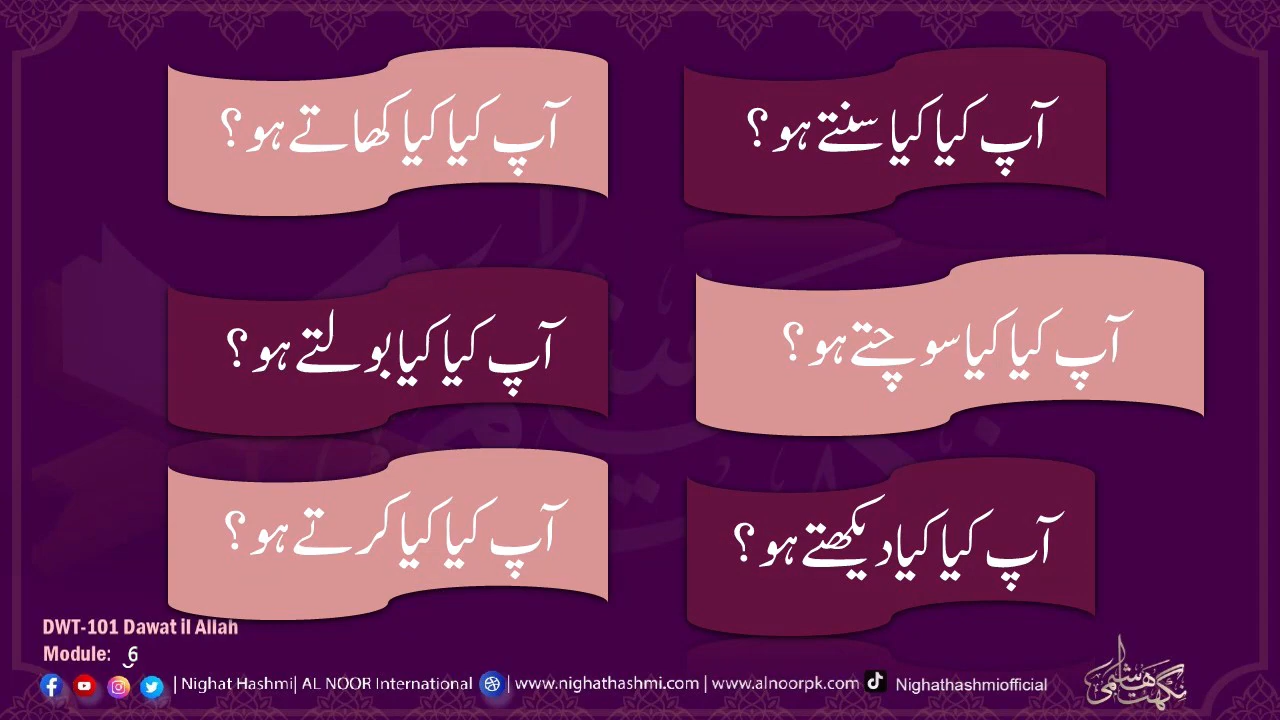 آپ کیا کیا سنتے ہو؟
آپ کیا کیا کھاتے ہو؟
آپ کیا کیا سوچتے ہو؟
آپ کیا کیا بولتے ہو؟
آپ کیا کیا دیکھتے ہو؟
آپ کیا کیا کرتے ہو؟
DWT-101 Dawat il Allah
Module: 6
| Nighat Hashmi| AL NOOR International | www.nighathashmi.com | www.alnoorpk.com Nighathashmiofficial
نگہت ہاشمی